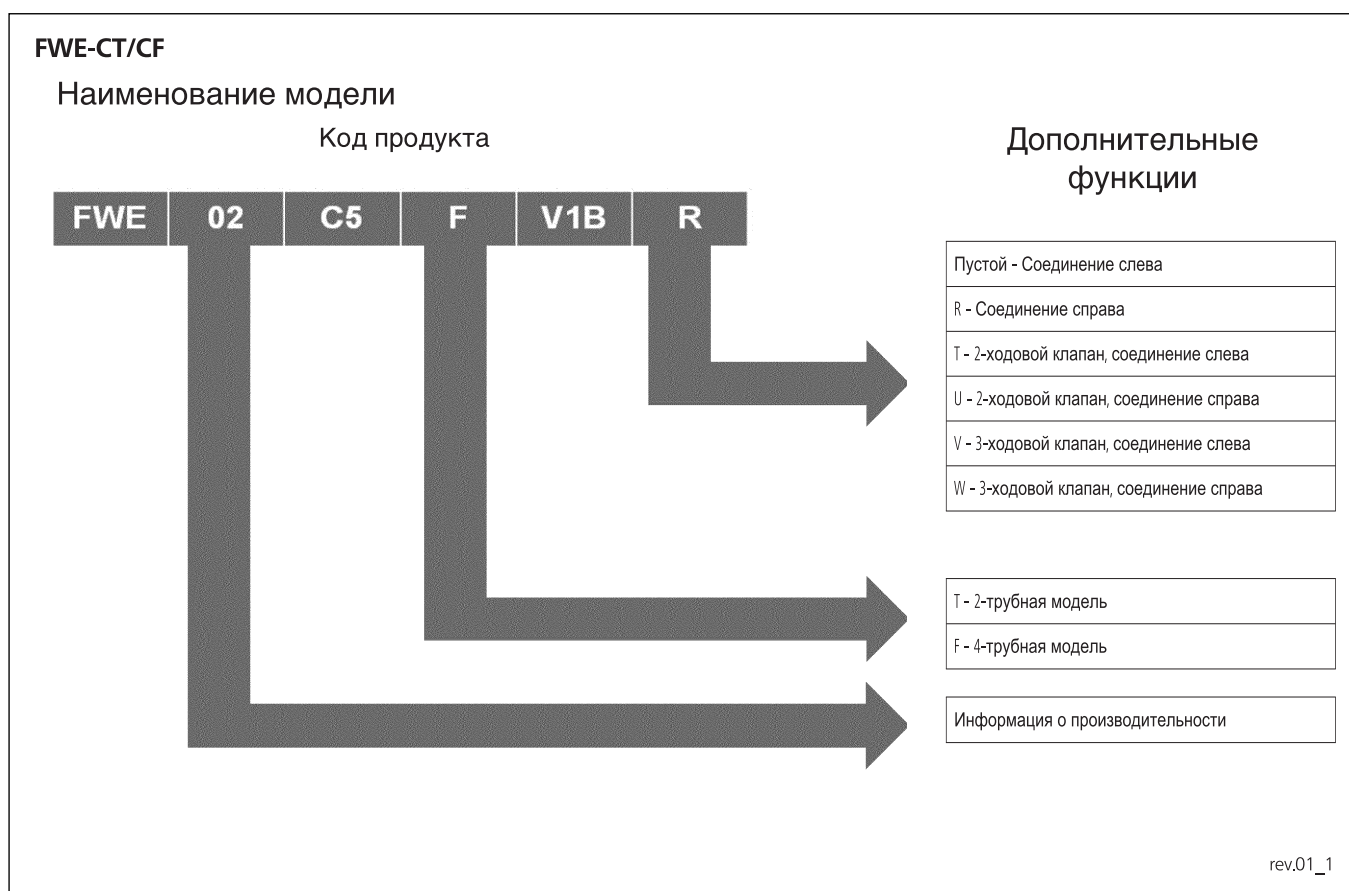 FWE-CT/CF
Наименование модели
Код продукта
Дополнительные
функции
FWE 02 C5 F V1B R
Пустой - Соединение слева
R - Соединение справа
T - 2-ходовой клапан, соединение слева
U - 2-ходовой клапан, соединение справа
V - 3-ходовой клапан, соединение слева
W - 3-ходовой клапан, соединение справа
T - 2-трубная модель
F - 4-трубная модель
Информация о производительности
rev.01_1